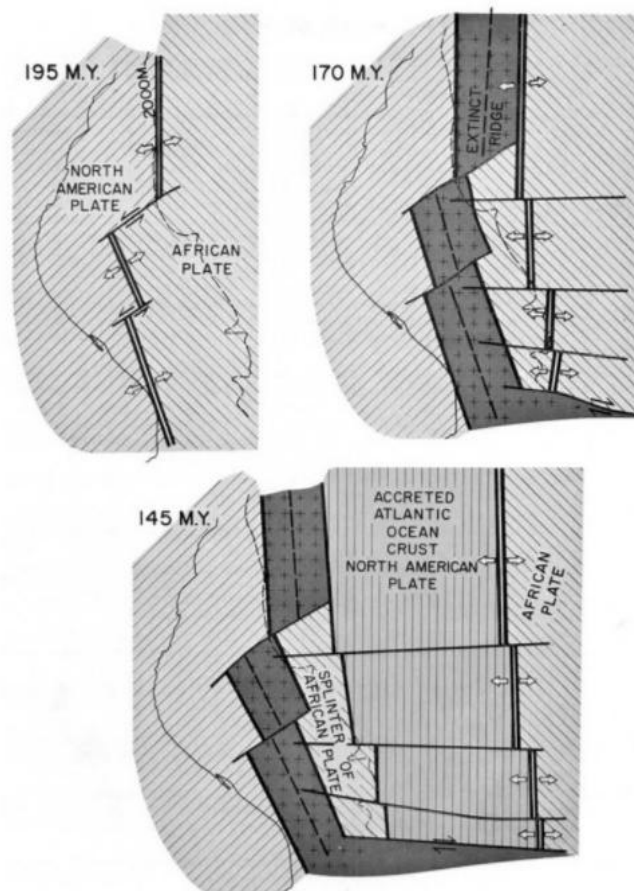 195 M.Y.
2000M
NORTH
AMERICAN
PLATE
AFRICAN
PLATE
170 M.Y.
EXTINCT
RIDGE
145 M.Y.
ACCRETED
ATLANTIC
OCEAN
CRUST
NORTH AMERICAN
PLATE
AFRICAN
PLATE
SPLINTER OF
AFRICAN PLATE